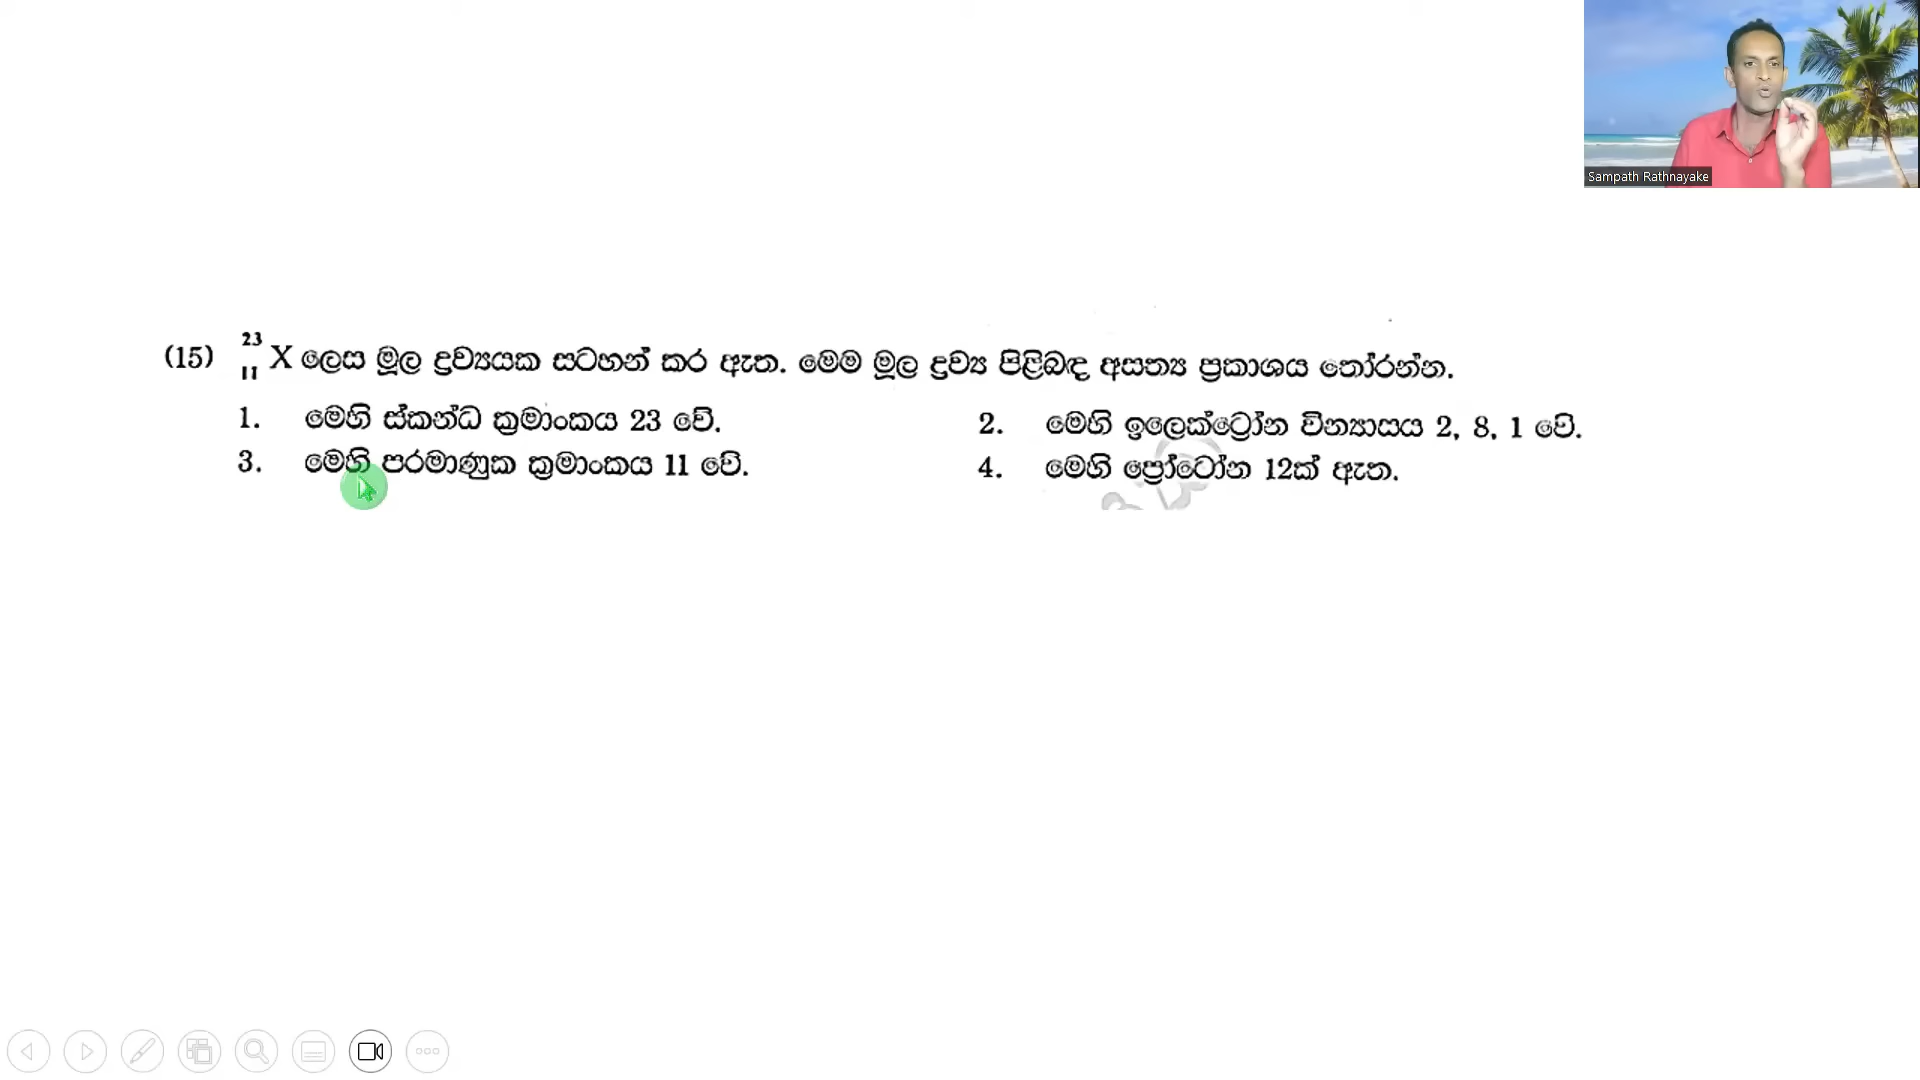 Sampath Rathnayake
(15) ²³₁₁X ලෙස මූල ද්‍රව්‍යයක සටහන් කර ඇත. මෙම මූල ද්‍රව්‍ය පිළිබඳ අසත්‍ය ප්‍රකාශය තෝරන්න.
1. මෙහි ස්කන්ධ ක්‍රමාංකය 23 වේ. 2. මෙහි ඉලෙක්ට්‍රෝන වින්‍යාසය 2, 8, 1 වේ.
3. මෙහි පරමාණුක ක්‍රමාංකය 11 වේ. 4. මෙහි ප්‍රෝටෝන 12ක් ඇත.